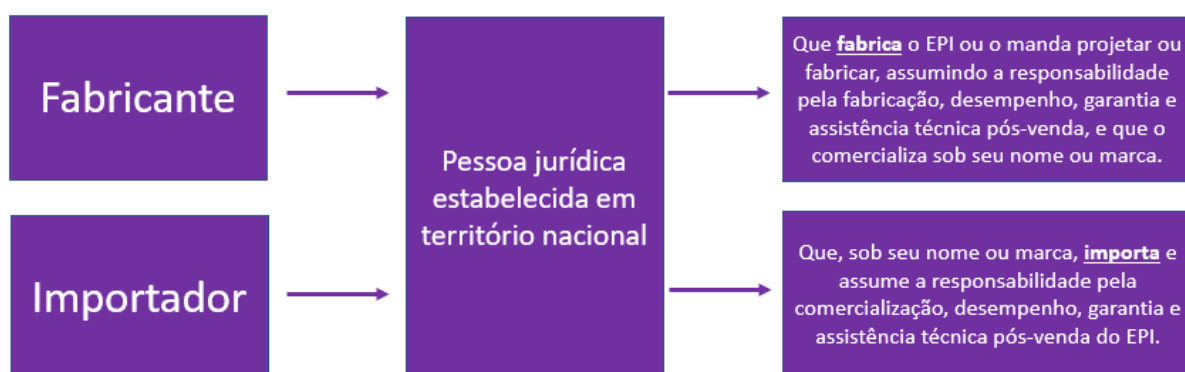 Fabricante
Importador
Pessoa jurídica
estabelecida em
território nacional
Que fabrica o EPI ou o manda projetar ou
fabricar, assumindo a responsabilidade
pela fabricação, desempenho, garantia e
assistência técnica pós-venda, e que o
comercializa sob seu nome ou marca.
Que, sob seu nome ou marca, importa e
assume a responsabilidade pela
comercialização, desempenho, garantia e
assistência técnica pós-venda do EPI.